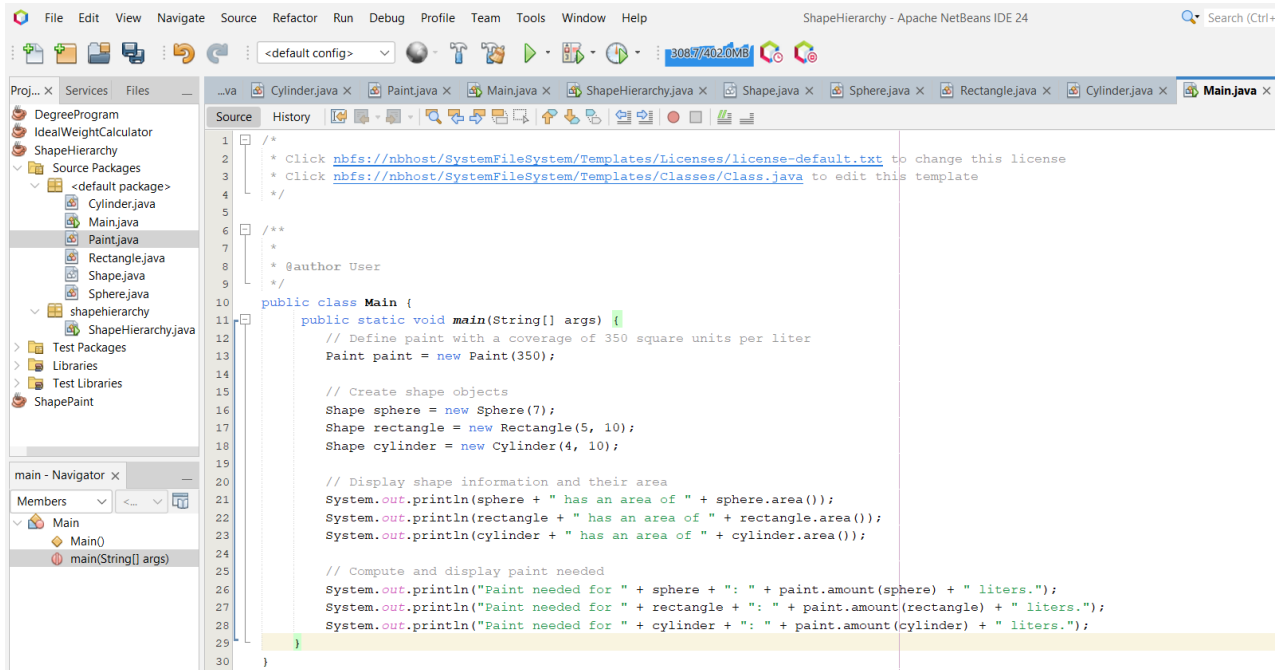 File Edit View Navigate Source Refactor Run Debug Profile Team Tools Window Help ShapeHierarchy - Apache NetBeans IDE 24 Search (Ctrl+
<default config> 308.7/402.0MB
Proj... Services Files
...va Cylinder.java Paint.java Main.java ShapeHierarchy.java Shape.java Sphere.java Rectangle.java Cylinder.java Main.java
DegreeProgram
IdealWeightCalculator
ShapeHierarchy
Source Packages
<default package>
Cylinder.java
Main.java
Paint.java
Rectangle.java
Shape.java
Sphere.java
shapehierarchy
ShapeHierarchy.java
Test Packages
Libraries
Test Libraries
ShapePaint
main - Navigator
Members <...
Main
Main()
main(String[] args)
Source History
1 /*
2 * Click nbfs://nbhost/SystemFileSystem/Templates/Licenses/license-default.txt to change this license
3 * Click nbfs://nbhost/SystemFileSystem/Templates/Classes/Class.java to edit this template
4 */
5
6 /**
7 *
8 * @author User
9 */
10 public class Main {
11 public static void main(String[] args) {
12 // Define paint with a coverage of 350 square units per liter
13 Paint paint = new Paint(350);
14
15 // Create shape objects
16 Shape sphere = new Sphere(7);
17 Shape rectangle = new Rectangle(5, 10);
18 Shape cylinder = new Cylinder(4, 10);
19
20 // Display shape information and their area
21 System.out.println(sphere + " has an area of " + sphere.area());
22 System.out.println(rectangle + " has an area of " + rectangle.area());
23 System.out.println(cylinder + " has an area of " + cylinder.area());
24
25 // Compute and display paint needed
26 System.out.println("Paint needed for " + sphere + ": " + paint.amount(sphere) + " liters.");
27 System.out.println("Paint needed for " + rectangle + ": " + paint.amount(rectangle) + " liters.");
28 System.out.println("Paint needed for " + cylinder + ": " + paint.amount(cylinder) + " liters.");
29 }
30 }